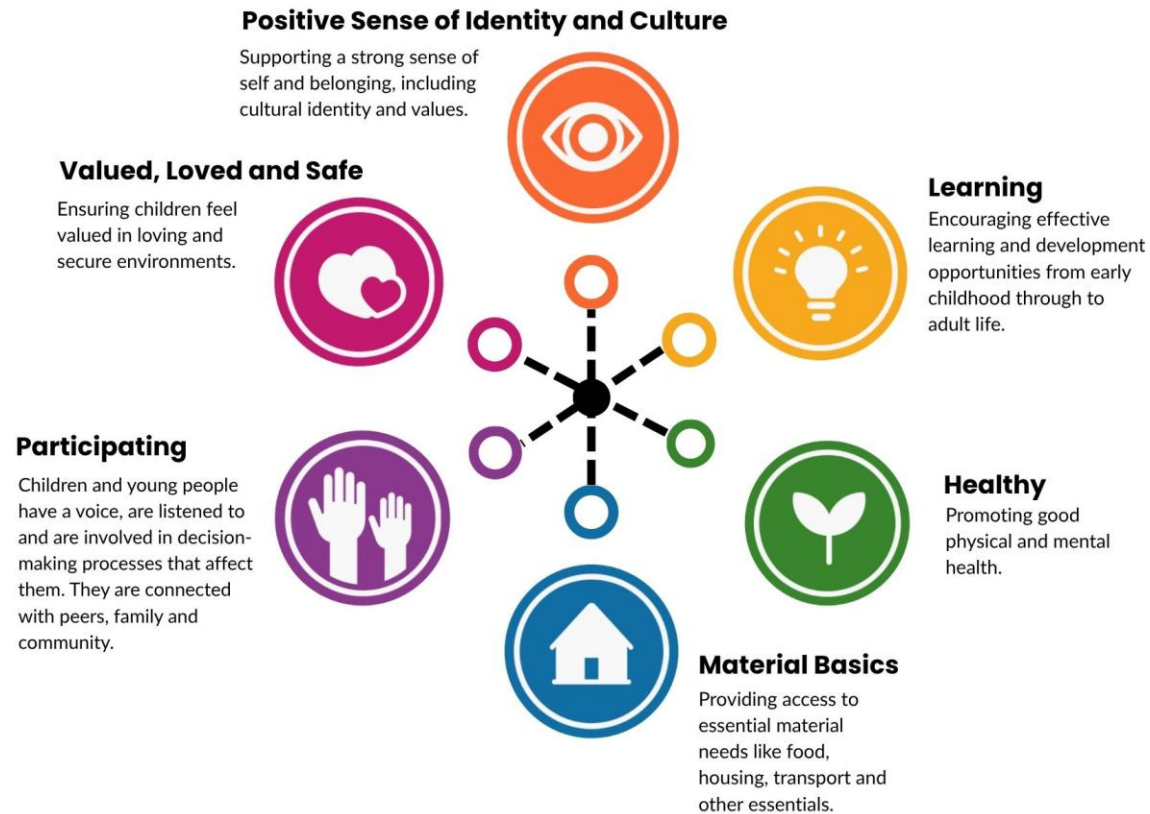 Positive Sense of Identity and Culture
Supporting a strong sense of
self and belonging, including
cultural identity and values.
Valued, Loved and Safe
Ensuring children feel
valued in loving and
secure environments.
Learning
Encouraging effective
learning and development
opportunities from early
childhood through to
adult life.
Participating
Children and young people
have a voice, are listened to
and are involved in decision-
making processes that affect
them. They are connected
with peers, family and
community.
Healthy
Promoting good
physical and mental
health.
Material Basics
Providing access to
essential material
needs like food,
housing, transport and
other essentials.